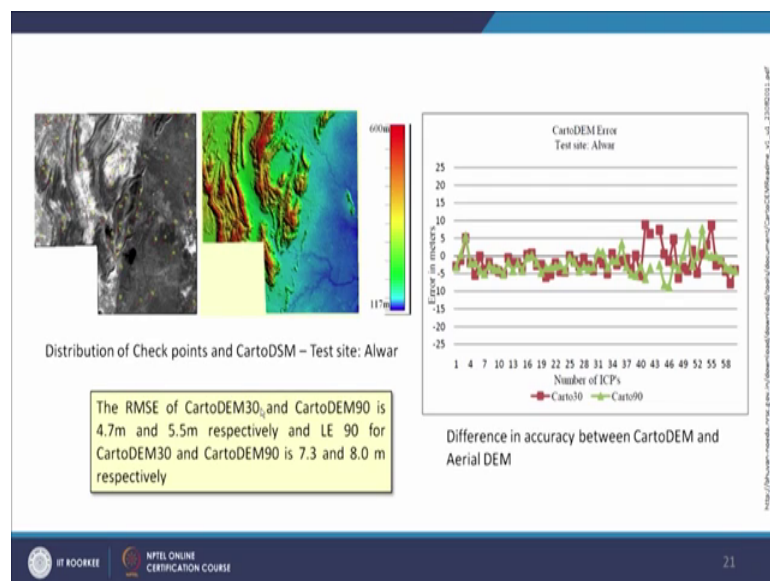 600m
117m
Distribution of Check points and CartoDSM – Test site: Alwar
The RMSE of CartoDEM30 and CartoDEM90 is
4.7m and 5.5m respectively and LE 90 for
CartoDEM30 and CartoDEM90 is 7.3 and 8.0 m
respectively
CartoDEM Error
Test site: Alwar
Error in meters
25
20
15
10
5
0
-5
-10
-15
-20
-25
1 4 7 10 13 16 19 22 25 28 31 34 37 40 43 46 49 52 55 58
Number of ICP's
Carto30 Carto90
Difference in accuracy between CartoDEM and
Aerial DEM
IIT ROORKEE
NPTEL ONLINE
CERTIFICATION COURSE
21